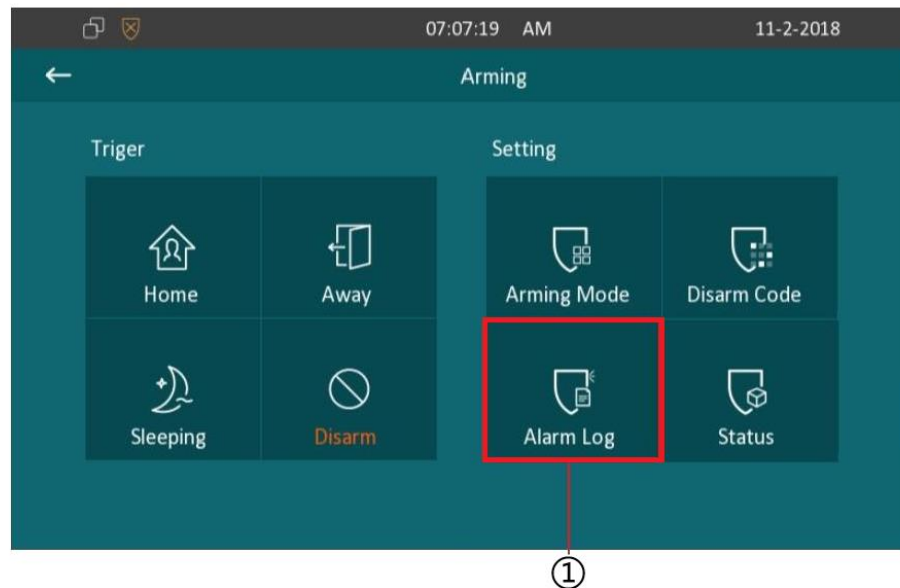 07:07:19 AM 11-2-2018
Arming
Triger
Setting
Home
Away
Arming Mode
Disarm Code
Sleeping
Disarm
Alarm Log
Status
①